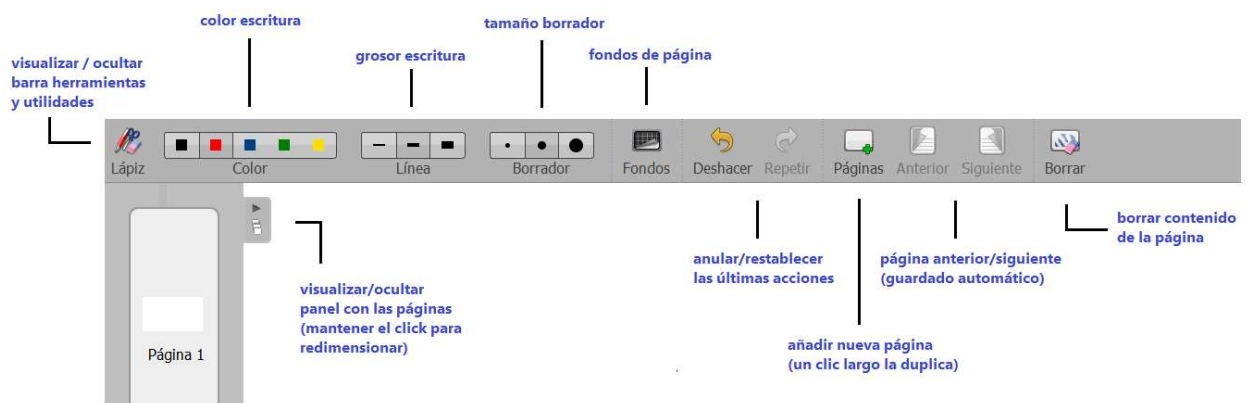 color escritura
tamaño borrador
grosor escritura
fondos de página
visualizar / ocultar
barra herramientas
y utilidades
Lápiz
Color
Línea
Borrador
Fondos
Deshacer
Repetir
Páginas
Anterior
Siguiente
Borrar
borrar contenido
de la página
anular/restablecer
las últimas acciones
página anterior/siguiente
(guardado automático)
visualizar/ocultar
panel con las páginas
(mantener el click para
redimensionar)
añadir nueva página
(un clic largo la duplica)
Página 1